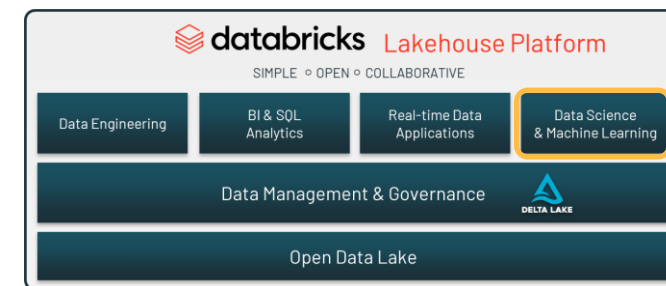 databricks Lakehouse Platform
SIMPLE ○ OPEN ○ COLLABORATIVE
Data Engineering
BI & SQL
Analytics
Real-time Data
Applications
Data Science
& Machine Learning
Data Management & Governance
DELTA LAKE
Open Data Lake